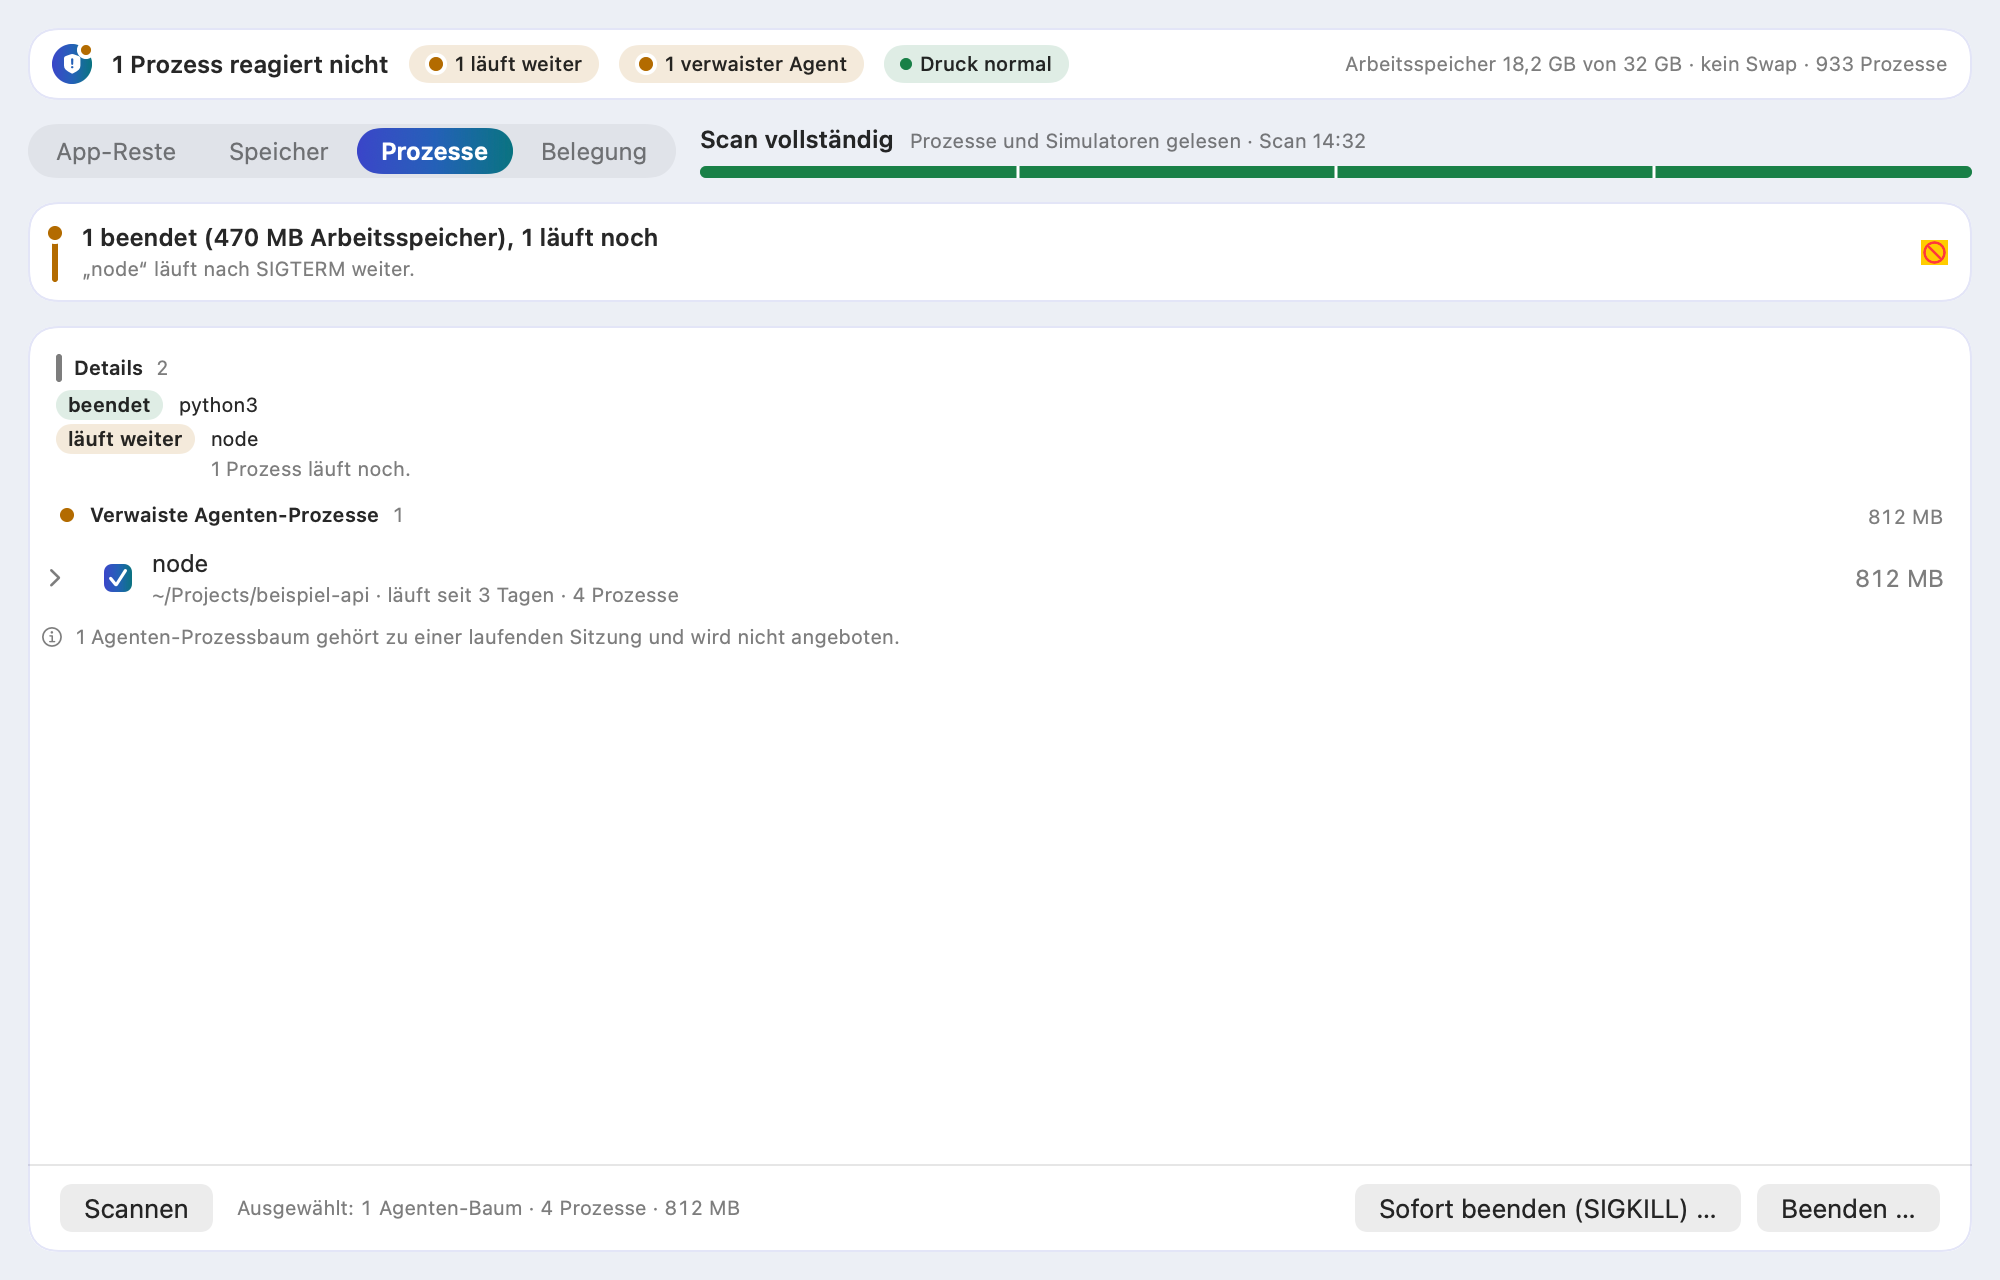 1 Prozess reagiert nicht
1 läuft weiter
1 verwaister Agent
Druck normal
Arbeitsspeicher 18,2 GB von 32 GB · kein Swap · 933 Prozesse
App-Reste
Speicher
Prozesse
Belegung
Scan vollständig
Prozesse und Simulatoren gelesen · Scan 14:32
1 beendet (470 MB Arbeitsspeicher), 1 läuft noch
„node“ läuft nach SIGTERM weiter.
Details 2
beendet python3
läuft weiter node
1 Prozess läuft noch.
Verwaiste Agenten-Prozesse 1
812 MB
node
~/Projects/beispiel-api · läuft seit 3 Tagen · 4 Prozesse
812 MB
1 Agenten-Prozessbaum gehört zu einer laufenden Sitzung und wird nicht angeboten.
Scannen
Ausgewählt: 1 Agenten-Baum · 4 Prozesse · 812 MB
Sofort beenden (SIGKILL) ...
Beenden ...